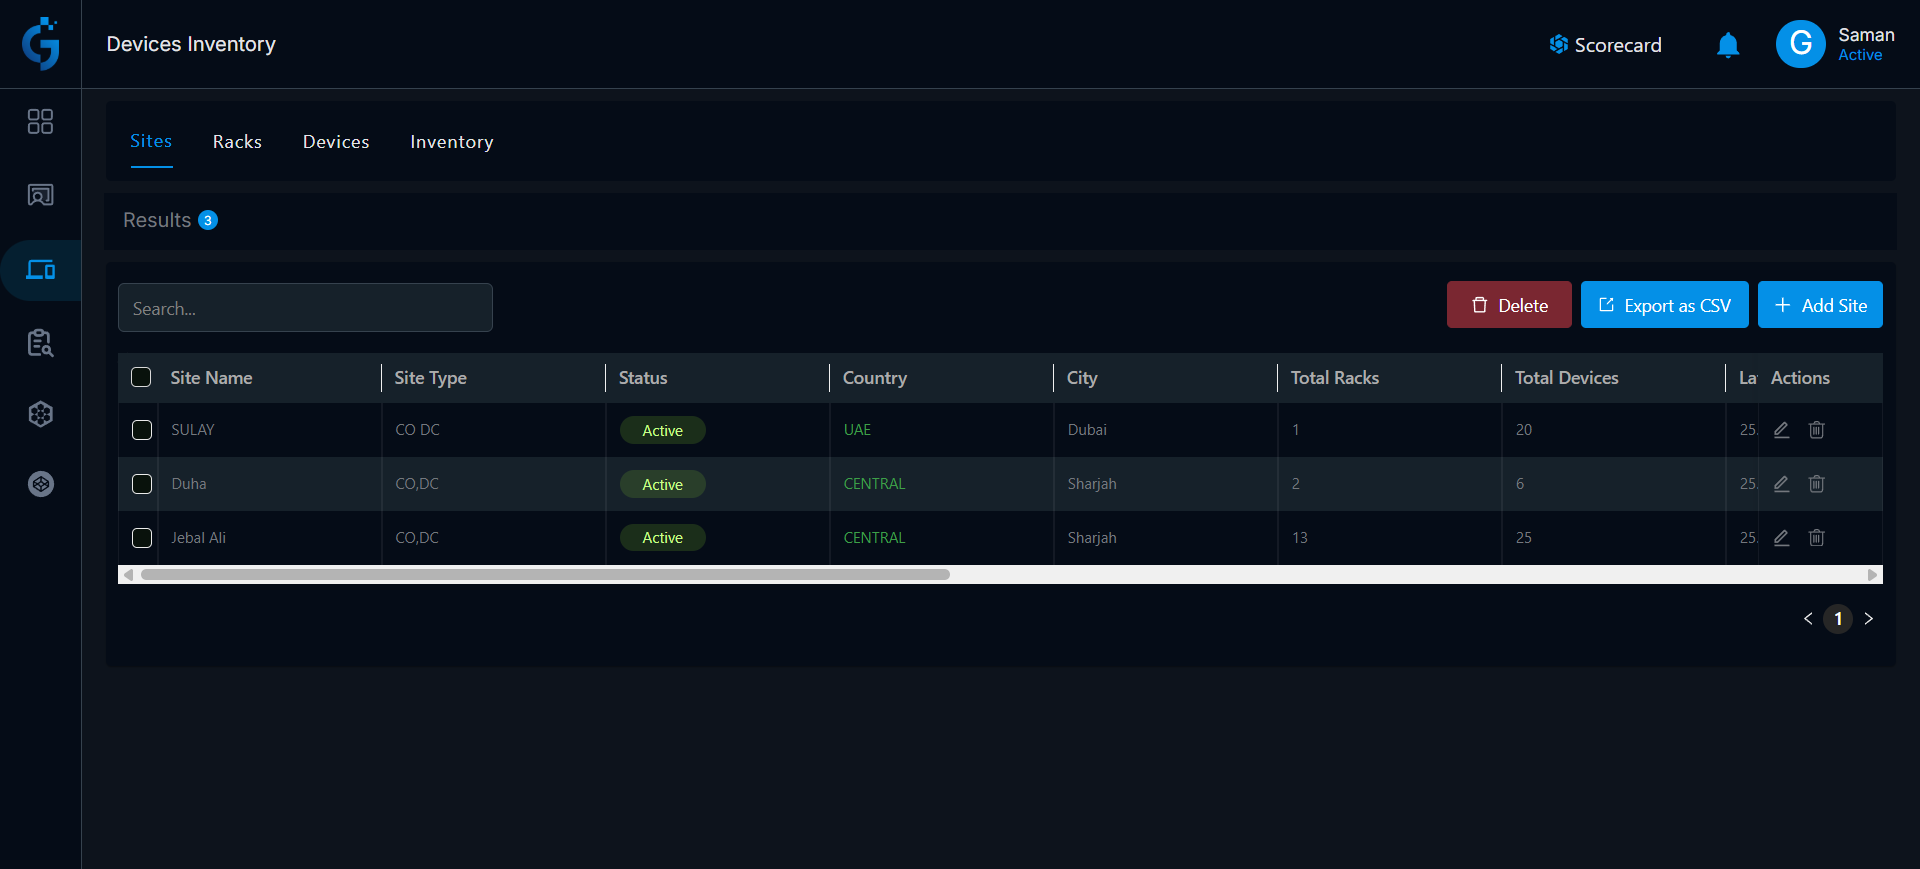 Devices Inventory
Scorecard
G
Saman
Active
Sites Racks Devices Inventory
Results 3
Search...
Delete Export as CSV Add Site
Site Name Site Type Status Country City Total Racks Total Devices La Actions
SULAY CO DC Active UAE Dubai 1 20 25.
Duha CO,DC Active CENTRAL Sharjah 2 6 25.
Jebal Ali CO,DC Active CENTRAL Sharjah 13 25 25.
1